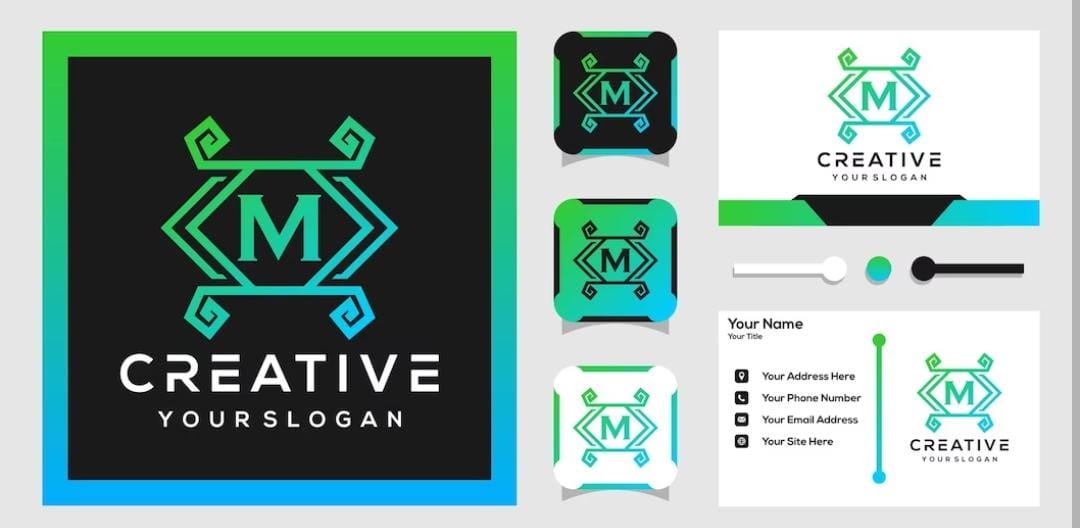 M
CREATIVE
YOUR SLOGAN
M
M
M
M
CREATIVE
YOUR SLOGAN
Your Name
Your Title
Your Address Here
Your Phone Number
Your Email Address
Your Site Here
M
CREATIVE
YOUR SLOGAN